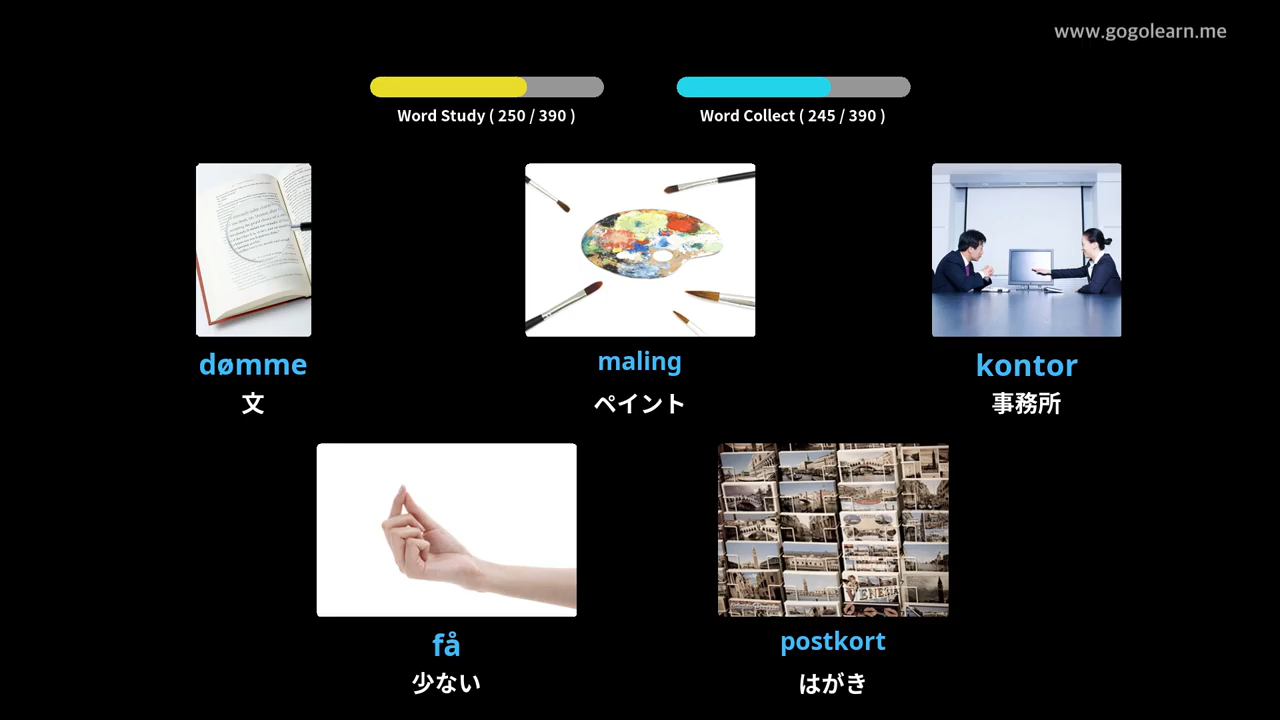 www.gogolearn.me
Word Study ( 250 / 390 )
Word Collect ( 245 / 390 )
dømme
文
maling
ペイント
kontor
事務所
få
少ない
postkort
はがき